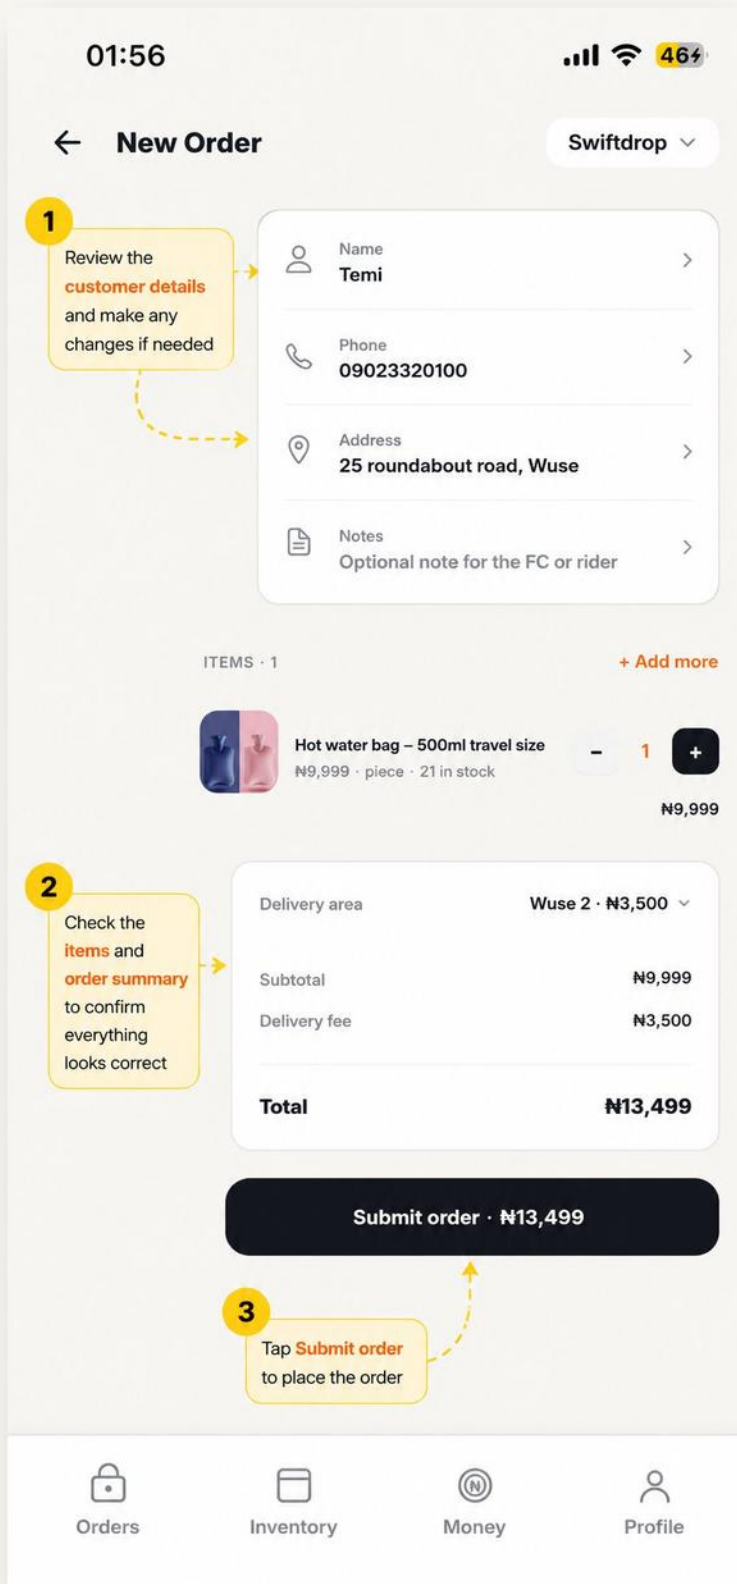 01:56
46
New Order
Swiftdrop
1
Review the
customer details
and make any
changes if needed
Name
Temi
Phone
09023320100
Address
25 roundabout road, Wuse
Notes
Optional note for the FC or rider
ITEMS · 1
+ Add more
Hot water bag – 500ml travel size
₦9,999 · piece · 21 in stock
−
1
+
₦9,999
2
Check the
items and
order summary
to confirm
everything
looks correct
Delivery area
Wuse 2 · ₦3,500
Subtotal
₦9,999
Delivery fee
₦3,500
Total
₦13,499
Submit order · ₦13,499
3
Tap Submit order
to place the order
Orders
Inventory
N
Money
Profile